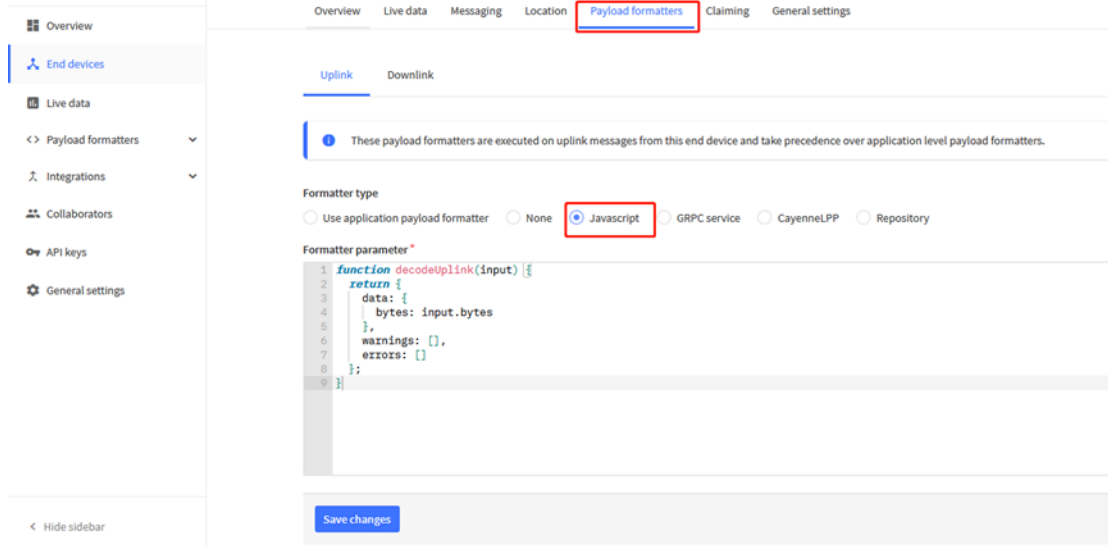 Overview
End devices
Live data
<> Payload formatters
Integrations
Collaborators
API keys
General settings
< Hide sidebar
Overview Live data Messaging Location Payload formatters Claiming General settings
Uplink Downlink
These payload formatters are executed on uplink messages from this end device and take precedence over application level payload formatters.
Formatter type
Use application payload formatter None Javascript GRPC service CayenneLPP Repository
Formatter parameter*
1 function decodeUplink(input) {
2 return {
3 data: {
4 bytes: input.bytes
5 },
6 warnings: [],
7 errors: []
8 };
9 }
Save changes